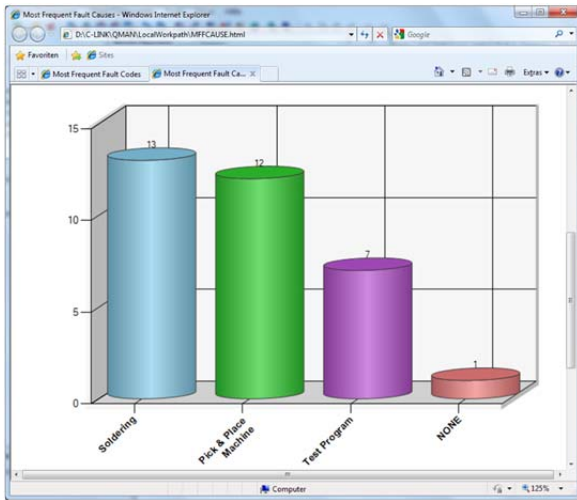 Most Frequent Fault Causes - Windows Internet Explorer
D:\C-LINK\QMAN\LocalWorkpath\MFFCAUSE.html
Google
Favoriten
Sites
Most Frequent Fault Codes
Most Frequent Fault Ca...
Extras
15
13
12
10
7
5
1
0
Soldering
Pick & Place
Machine
Test Program
NONE
Computer
125%